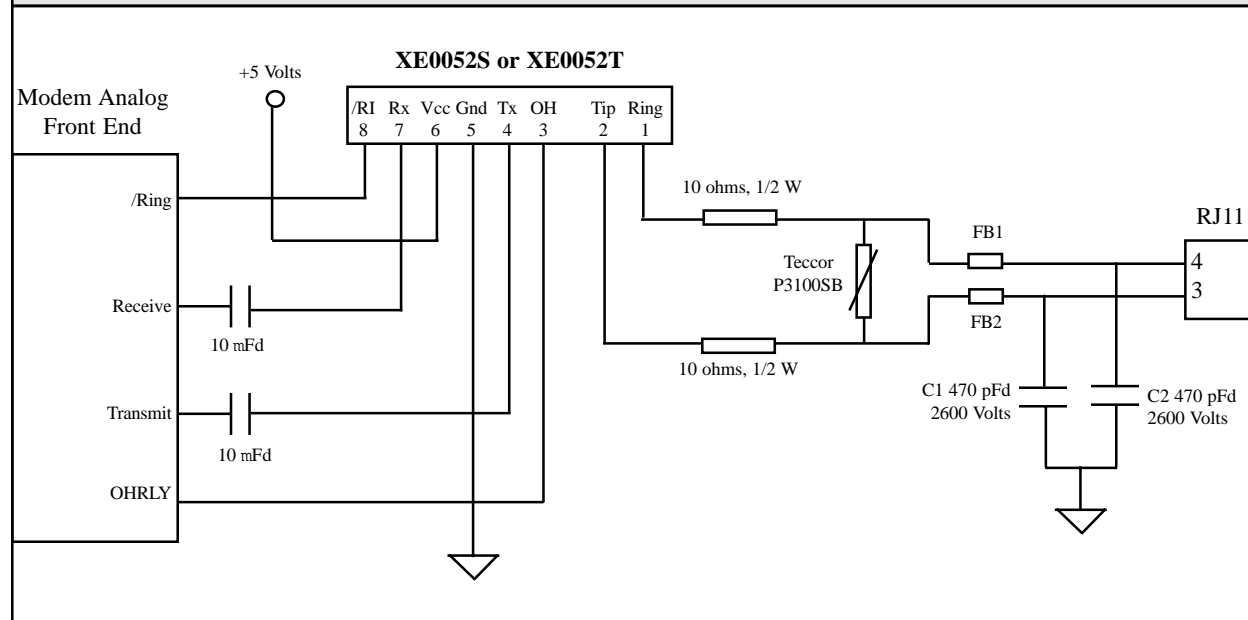 XE0052S or XE0052T
+5 Volts
Modem Analog
Front End
/RI Rx Vcc Gnd Tx OH Tip Ring
8 7 6 5 4 3 2 1
/Ring
10 ohms, 1/2 W
RJ11
FB1
Teccor
P3100SB
4
3
FB2
Receive
10 mFd
10 ohms, 1/2 W
C1 470 pFd
2600 Volts
C2 470 pFd
2600 Volts
Transmit
10 mFd
OHRLY